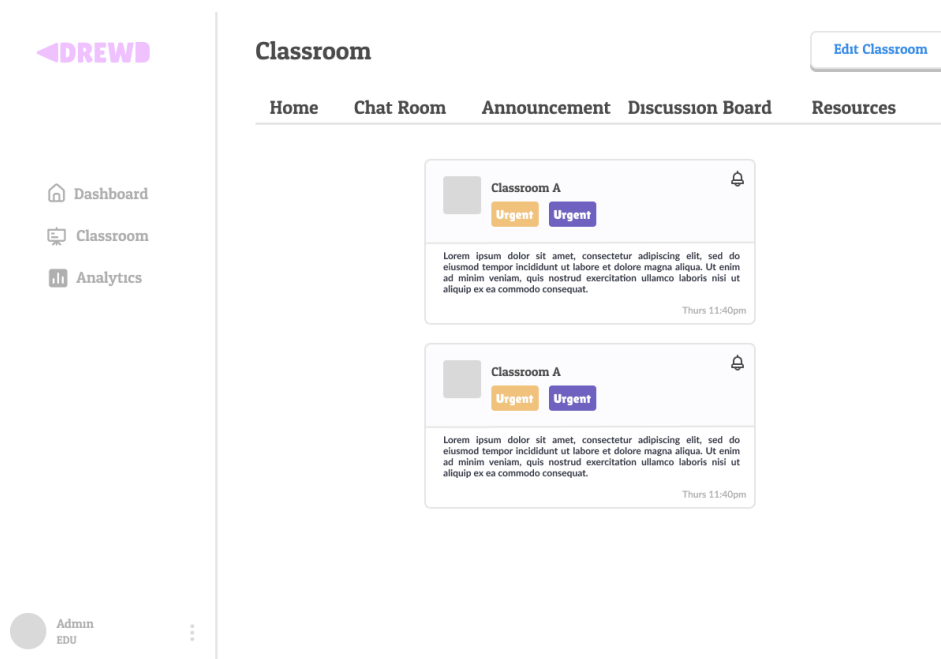 DREWD
Classroom
Edit Classroom
Home Chat Room Announcement Discussion Board Resources
Dashboard
Classroom
Analytics
Classroom A
Urgent Urgent
Lorem ipsum dolor sit amet, consectetur adipiscing elit, sed do
eiusmod tempor incididunt ut labore et dolore magna aliqua. Ut enim
ad minim veniam, quis nostrud exercitation ullamco laboris nisi ut
aliquip ex ea commodo consequat.
Thurs 11:40pm
Classroom A
Urgent Urgent
Lorem ipsum dolor sit amet, consectetur adipiscing elit, sed do
eiusmod tempor incididunt ut labore et dolore magna aliqua. Ut enim
ad minim veniam, quis nostrud exercitation ullamco laboris nisi ut
aliquip ex ea commodo consequat.
Thurs 11:40pm
Admin
EDU